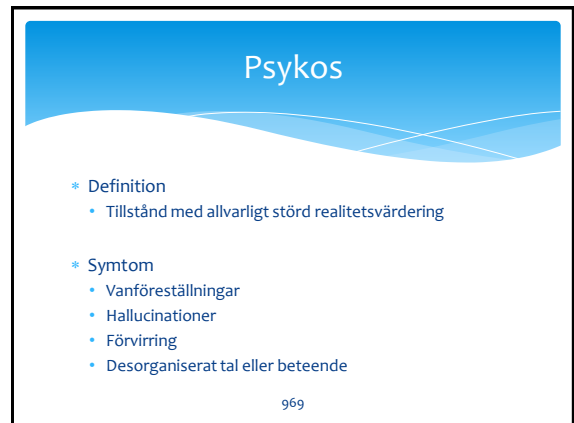 Psykos
* Definition
• Tillstånd med allvarligt störd realitetsvärdering
* Symtom
• Vanföreställningar
• Hallucinationer
• Förvirring
• Desorganiserat tal eller beteende
969